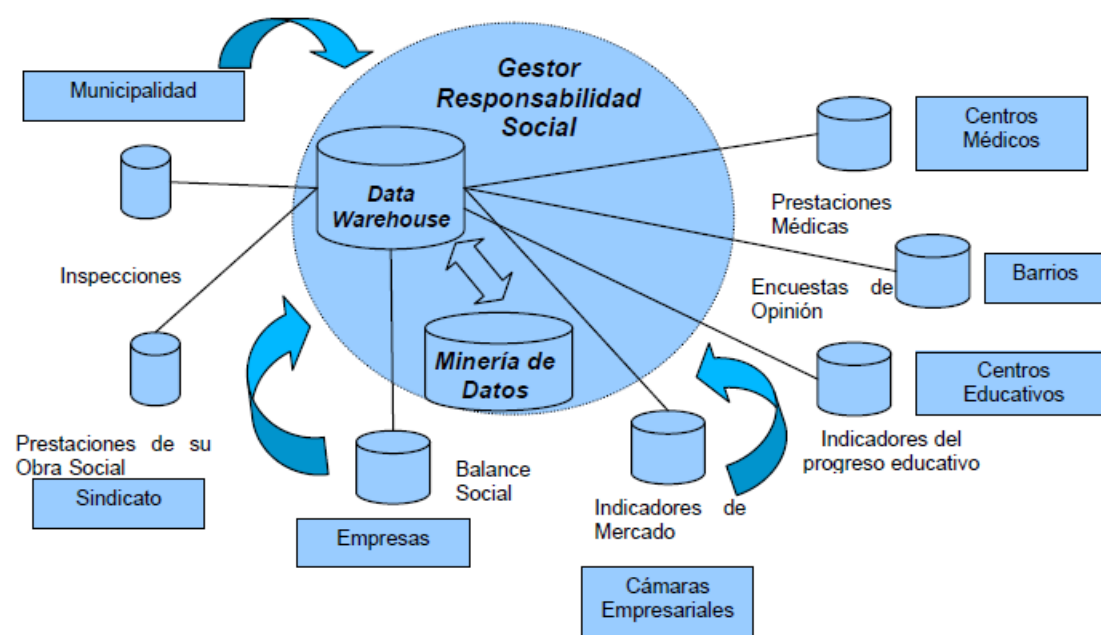 Gestor
Responsabilidad
Social
Municipalidad
Centros
Médicos
Data
Warehouse
Prestaciones
Médicas
Inspecciones
Barrios
Encuestas de
Opinión
Minería de
Datos
Centros
Educativos
Prestaciones de su
Obra Social
Sindicato
Balance
Social
Indicadores del
progreso educativo
Empresas
Indicadores de
Mercado
Cámaras
Empresariales